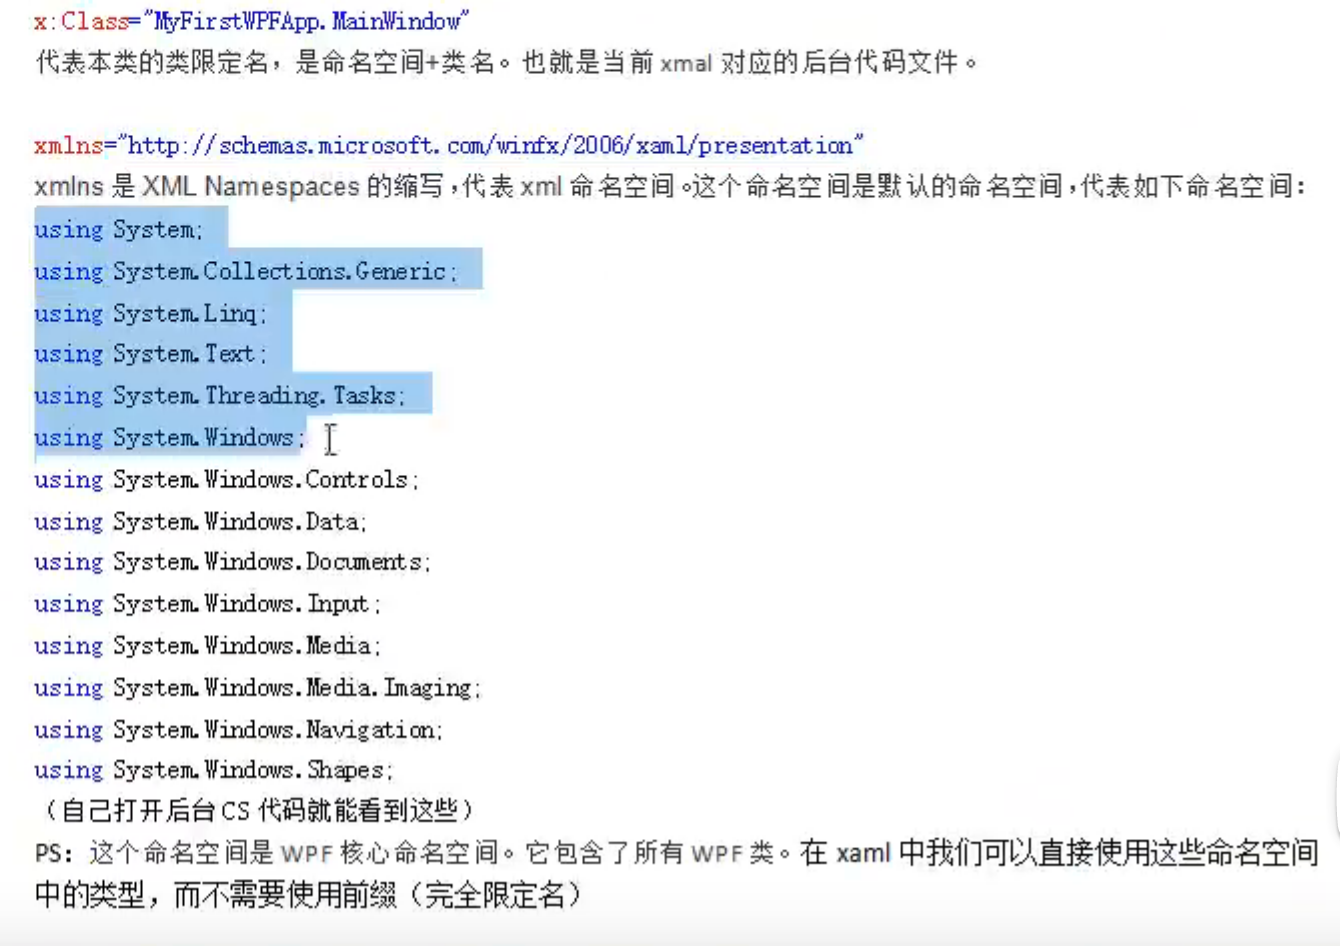 x:Class="MyFirstWPFApp.MainWindow"
代表本类的类限定名，是命名空间+类名。也就是当前 xmal 对应的后台代码文件。
xmlns="http://schemas.microsoft.com/winfx/2006/xaml/presentation"
xmlns 是 XML Namespaces 的缩写，代表 xml 命名空间。这个命名空间是默认的命名空间，代表如下命名空间：
using System;
using System.Collections.Generic;
using System.Linq;
using System.Text;
using System.Threading.Tasks;
using System.Windows;
using System.Windows.Controls;
using System.Windows.Data;
using System.Windows.Documents;
using System.Windows.Input;
using System.Windows.Media;
using System.Windows.Media.Imaging;
using System.Windows.Navigation;
using System.Windows.Shapes;
（自己打开后台 CS 代码就能看到这些）
PS：这个命名空间是 WPF 核心命名空间。它包含了所有 WPF 类。在 xaml 中我们可以直接使用这些命名空间
中的类型，而不需要使用前缀（完全限定名）